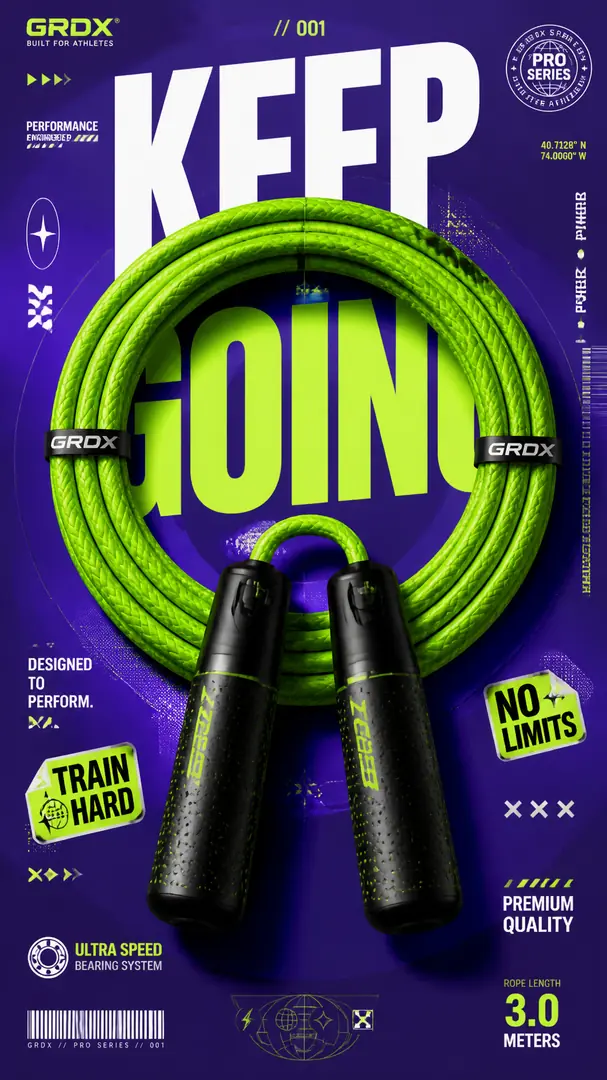 GRDX®
BUILT FOR ATHLETES
// 001
PRO
SERIES
PERFORMANCE
40.7128° N
74.0060° W
KEEP
GOING
GRDX
GRDX
DESIGNED
TO
PERFORM.
NO
LIMITS
TRAIN
HARD
XXX
PREMIUM
QUALITY
ULTRA SPEED
BEARING SYSTEM
ROPE LENGTH
3.0
METERS
GRDX // PRO SERIES // 001